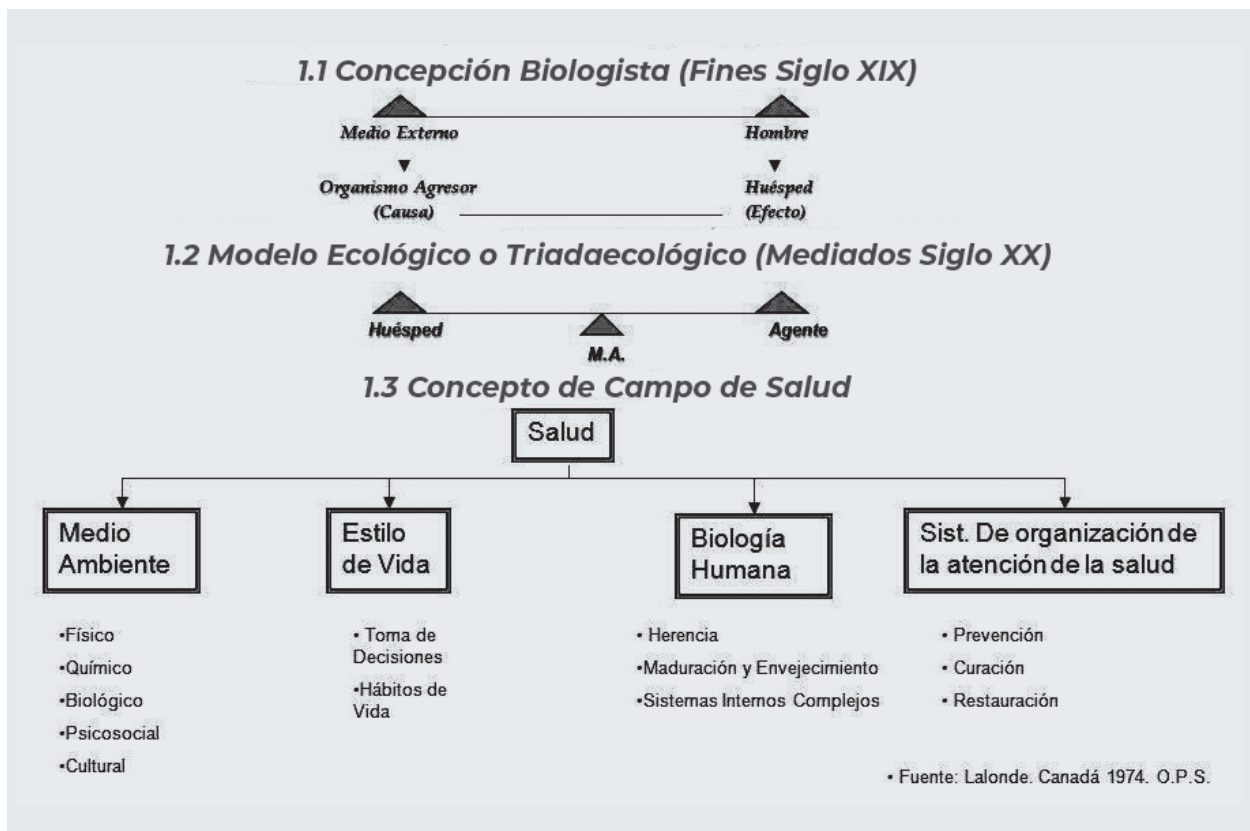 1.1 Concepción Biologista (Fines Siglo XIX)
Medio Externo
Hombre
Organismo Agresor
(Causa)
Huésped
(Efecto)
1.2 Modelo Ecológico o Triadaecológico (Mediados Siglo XX)
Huésped
M.A.
Agente
1.3 Concepto de Campo de Salud
Salud
Medio
Ambiente
•Físico
•Químico
•Biológico
•Psicosocial
•Cultural
Estilo
de Vida
• Toma de
Decisiones
•Hábitos de
Vida
Biología
Humana
• Herencia
•Maduración y Envejecimiento
•Sistemas Internos Complejos
Sist. De organización de
la atención de la salud
• Prevención
• Curación
• Restauración
• Fuente: Lalonde. Canadá 1974. O.P.S.